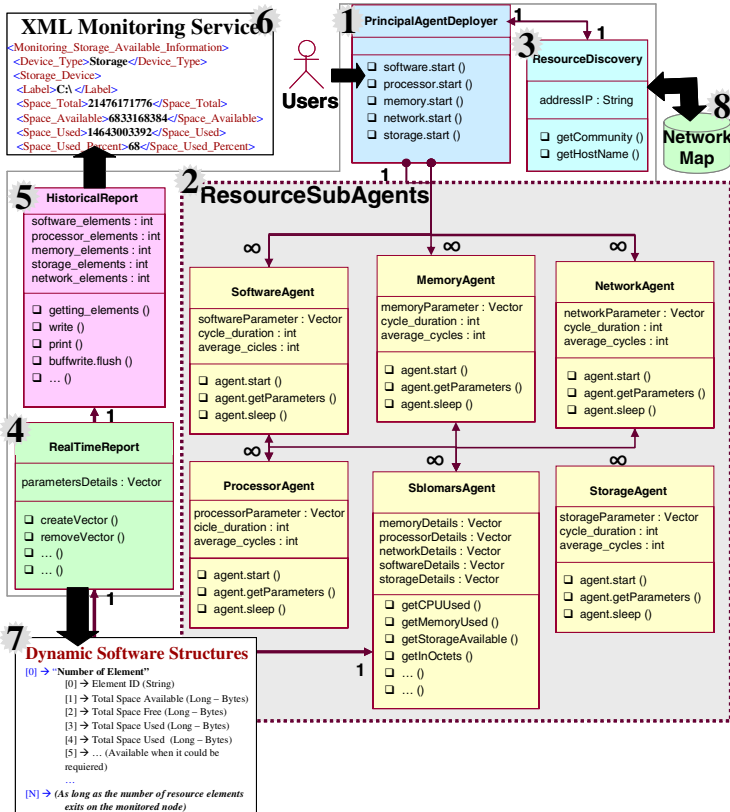 6
XML Monitoring Service
<Monitoring_Storage_Available_Information>
<Device_Type>Storage</Device_Type>
<Storage_Device>
<Label>C:\ </Label>
<Space_Total>21476171776</Space_Total>
<Space_Available>6833168384</Space_Available>
<Space_Used>14643003392</Space_Used>
<Space_Used_Percent>68</Space_Used_Percent>
Users
1
PrincipalAgentDeployer
software.start ()
processor.start ()
memory.start ()
network.start ()
storage.start ()
1
1
3
ResourceDiscovery
addressIP : String
getCommunity ()
getHostName ()
8
Network
Map
5
HistoricalReport
software_elements : int
processor_elements : int
memory_elements : int
storage_elements : int
network_elements : int
getting_elements ()
write ()
print ()
buffwrite.flush ()
... ()
1
2
ResourceSubAgents
1
∞
∞
∞
SoftwareAgent
softwareParameter : Vector
cycle_duration : int
average_cicles : int
agent.start ()
agent.getParameters ()
agent.sleep ()
MemoryAgent
memoryParameter : Vector
cycle_duration : int
average_cycles : int
agent.start ()
agent.getParameters ()
agent.sleep ()
NetworkAgent
networkParameter : Vector
cycle_duration : int
average_cycles : int
agent.start ()
agent.getParameters ()
agent.sleep ()
4
RealTimeReport
parametersDetails : Vector
createVector ()
removeVector ()
... ()
... ()
1
∞
∞
∞
ProcessorAgent
processorParameter : Vector
cicle_duration : int
average_cycles : int
agent.start ()
agent.getParameters ()
agent.sleep ()
SblomarsAgent
memoryDetails : Vector
processorDetails : Vector
networkDetails : Vector
softwareDetails : Vector
storageDetails : Vector
getCPUUsed ()
getMemoryUsed ()
getStorageAvailable ()
getInOctets ()
... ()
... ()
StorageAgent
storageParameter : Vector
cycle_duration : int
average_cycles : int
agent.start ()
agent.getParameters ()
agent.sleep ()
7
Dynamic Software Structures
[0] → “Number of Element”
[0] → Element ID (String)
[1] → Total Space Available (Long – Bytes)
[2] → Total Space Free (Long – Bytes)
[3] → Total Space Used (Long – Bytes)
[4] → Total Space Used (Long – Bytes)
[5] → ... (Available when it could be
requiered)
...
[N] → (As long as the number of resource elements
exits on the monitored node)
1